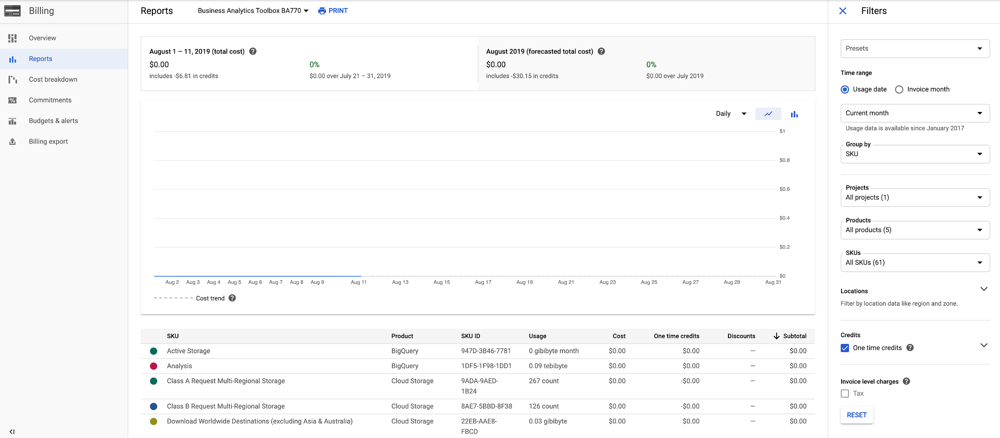 Billing
Overview
Reports
Cost breakdown
Commitments
Budgets & alerts
Billing export
Reports
Business Analytics Toolbox BA770
PRINT
August 1 – 11, 2019 (total cost)
$0.00
0%
includes -$6.81 in credits
$0.00 over July 21 – 31, 2019
August 2019 (forecasted total cost)
$0.00
0%
includes -$30.15 in credits
$0.00 over July 2019
Daily
$1
$0.8
$0.6
$0.4
$0.2
$0
Aug 2 Aug 3 Aug 4 Aug 5 Aug 6 Aug 7 Aug 8 Aug 9 Aug 11 Aug 13 Aug 15 Aug 17 Aug 19 Aug 21 Aug 23 Aug 25 Aug 27 Aug 29 Aug 31
Cost trend
SKU Product SKU ID Usage Cost One time credits Discounts Subtotal
Active Storage BigQuery 947D-3B46-7781 0 gibibyte month $0.00 $0.00 — $0.00
Analysis BigQuery 1DF5-1F98-1DD1 0.09 tebibyte $0.00 $0.00 — $0.00
Class A Request Multi-Regional Storage Cloud Storage 9ADA-9AED- 267 count $0.00 -$0.00 — $0.00
1B24
Class B Request Multi-Regional Storage Cloud Storage 8AE7-5BBD-8F38 126 count $0.00 -$0.00 — $0.00
Download Worldwide Destinations (excluding Asia & Australia) Cloud Storage 22EB-AAE8- 0.03 gibibyte $0.00 $0.00 — $0.00
FBCD
Filters
Presets
Time range
Usage date Invoice month
Current month
Usage data is available since January 2017
Group by
SKU
Projects
All projects (1)
Products
All products (5)
SKUs
All SKUs (61)
Locations
Filter by location data like region and zone.
Credits
One time credits
Invoice level charges
Tax
RESET